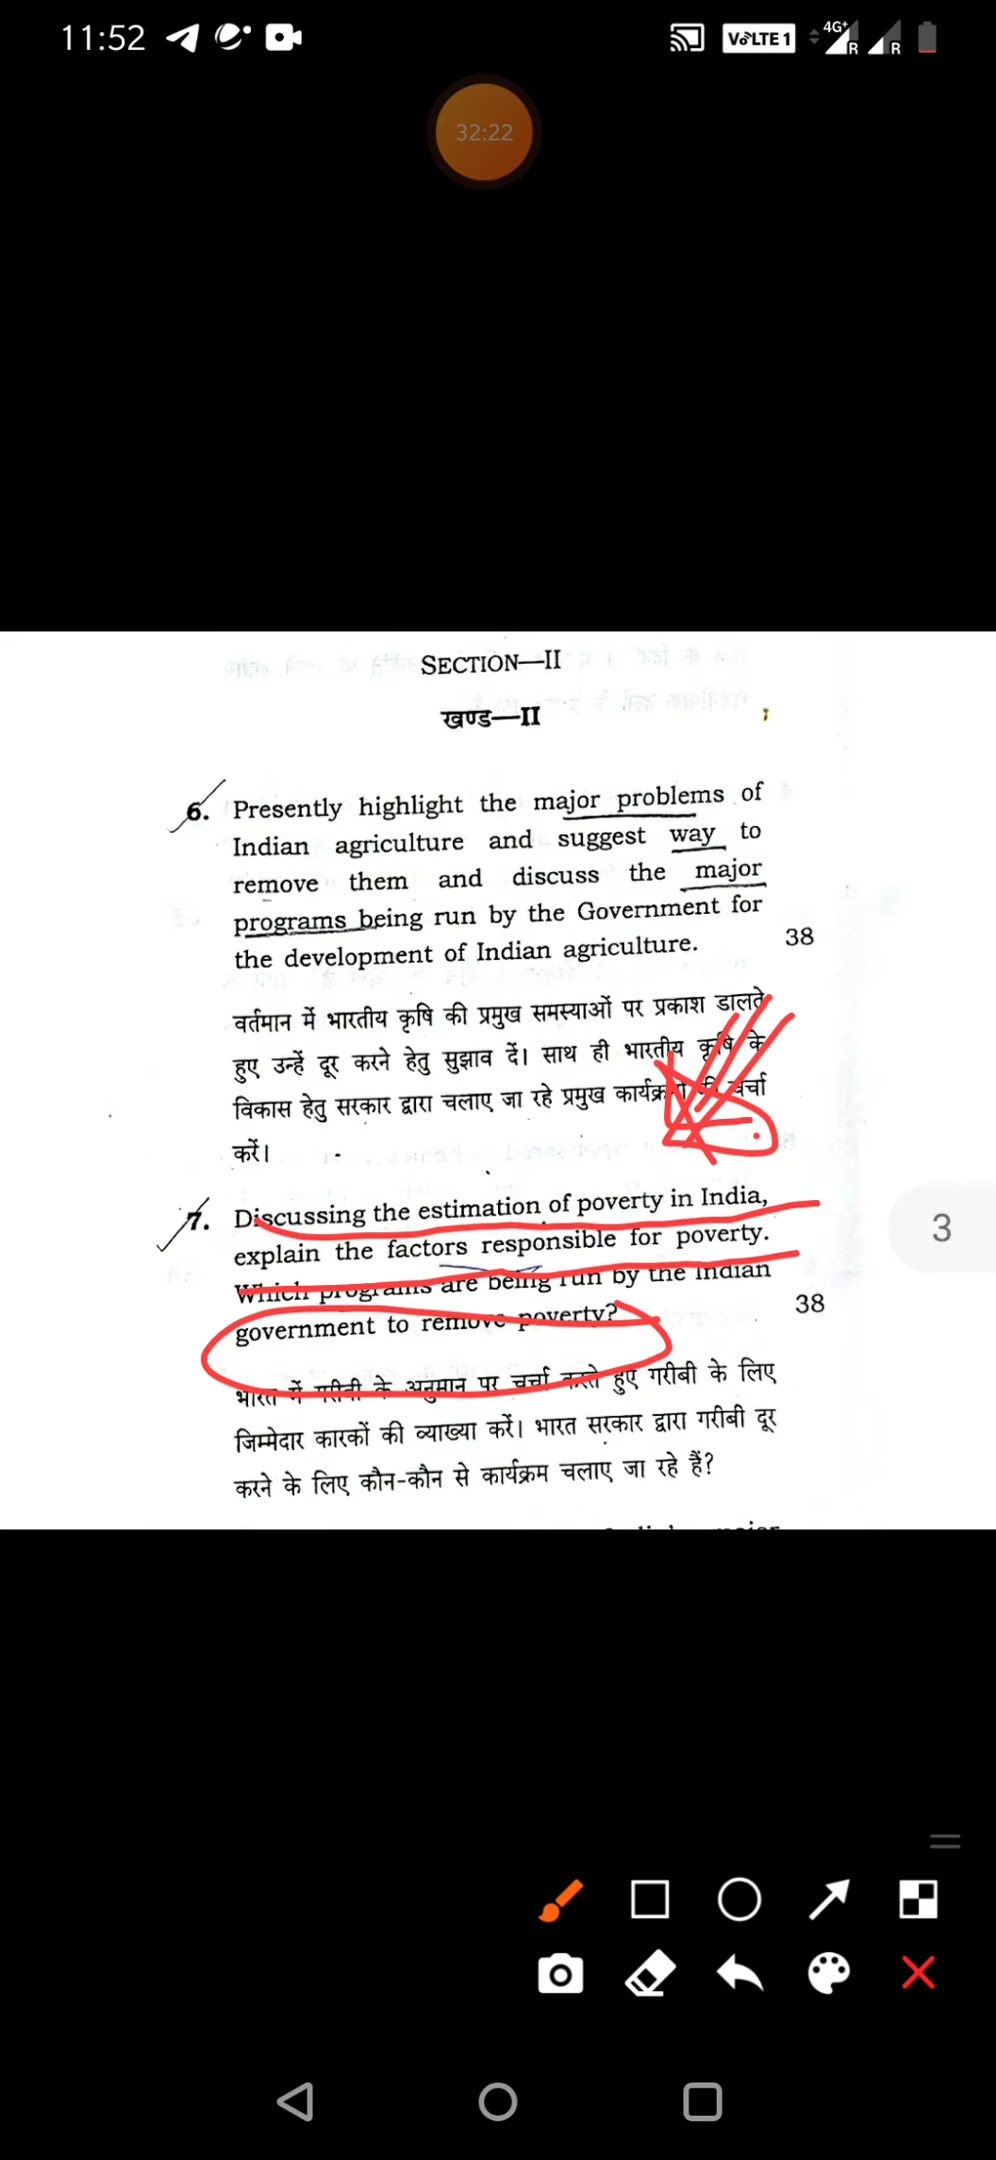 11:52
VoLTE 1
4G+
R
R
32:22
SECTION—II
खण्ड—II
6. Presently highlight the major problems of
Indian agriculture and suggest way to
remove them and discuss the major
programs being run by the Government for
the development of Indian agriculture. 38
वर्तमान में भारतीय कृषि की प्रमुख समस्याओं पर प्रकाश डालते
हुए उन्हें दूर करने हेतु सुझाव दें। साथ ही भारतीय कृषि के
विकास हेतु सरकार द्वारा चलाए जा रहे प्रमुख कार्यक्रमों की चर्चा
करें।
7. Discussing the estimation of poverty in India,
explain the factors responsible for poverty.
Which programs are being run by the Indian
government to remove poverty? 38
भारत में गरीबी के अनुमान पर चर्चा करते हुए गरीबी के लिए
जिम्मेदार कारकों की व्याख्या करें। भारत सरकार द्वारा गरीबी दूर
करने के लिए कौन-कौन से कार्यक्रम चलाए जा रहे हैं?
3